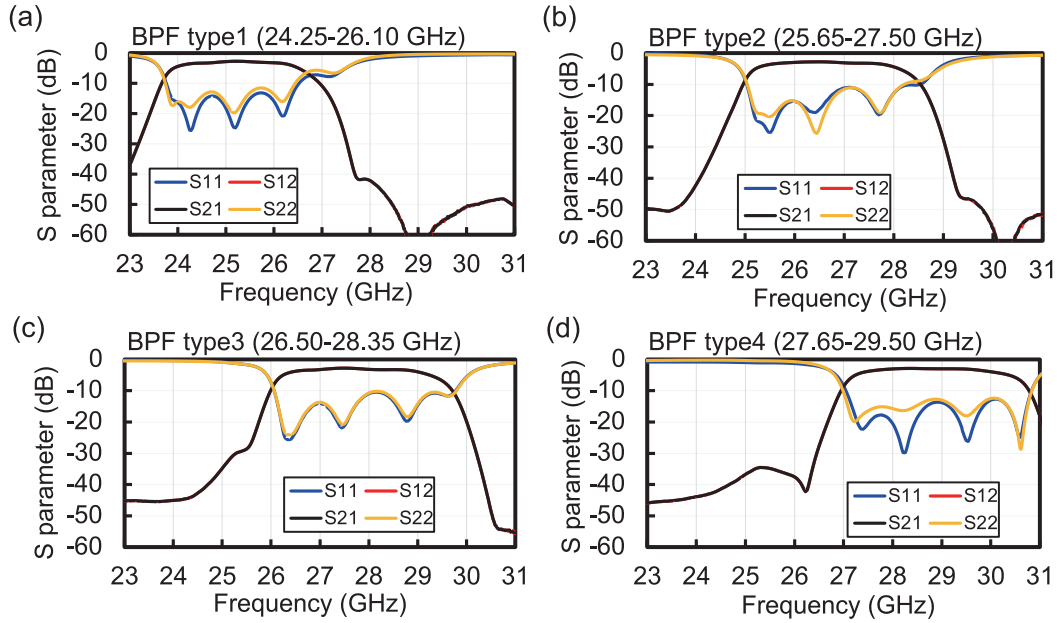 (a)
BPF type1 (24.25-26.10 GHz)
S parameter (dB)
0
-10
-20
-30
-40
-50
-60
S11 S12
S21 S22
23 24 25 26 27 28 29 30 31
Frequency (GHz)
(b)
BPF type2 (25.65-27.50 GHz)
S parameter (dB)
0
-10
-20
-30
-40
-50
-60
S11 S12
S21 S22
23 24 25 26 27 28 29 30 31
Frequency (GHz)
(c)
BPF type3 (26.50-28.35 GHz)
S parameter (dB)
0
-10
-20
-30
-40
-50
-60
S11 S12
S21 S22
23 24 25 26 27 28 29 30 31
Frequency (GHz)
(d)
BPF type4 (27.65-29.50 GHz)
S parameter (dB)
0
-10
-20
-30
-40
-50
-60
S11 S12
S21 S22
23 24 25 26 27 28 29 30 31
Frequency (GHz)